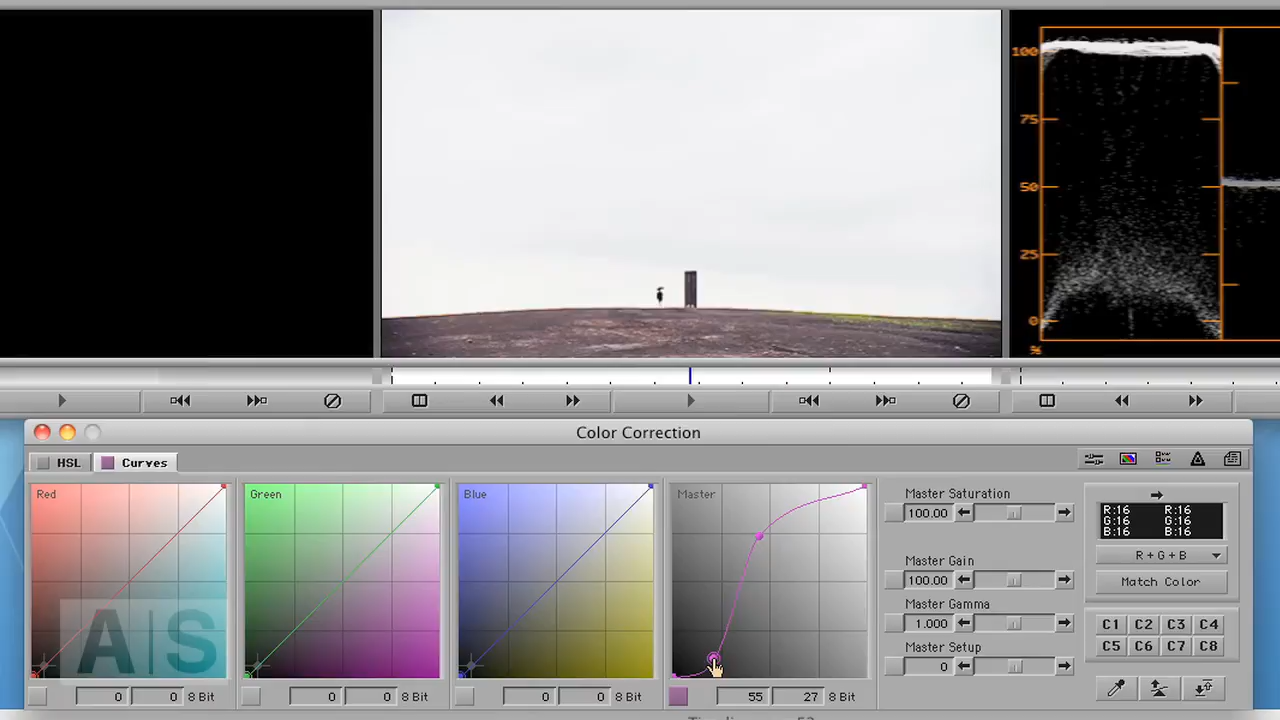 100
75
50
25
0
%
Color Correction
HSL
Curves
Red
Green
Blue
Master
Master Saturation
100.00
Master Gain
100.00
Master Gamma
1.000
Master Setup
0
R:16 R:16
G:16 G:16
B:16 B:16
R+G+B
Match Color
C1 C2 C3 C4
C5 C6 C7 C8
A|S
0 0 8 Bit
0 0 8 Bit
0 0 8 Bit
55 27 8 Bit